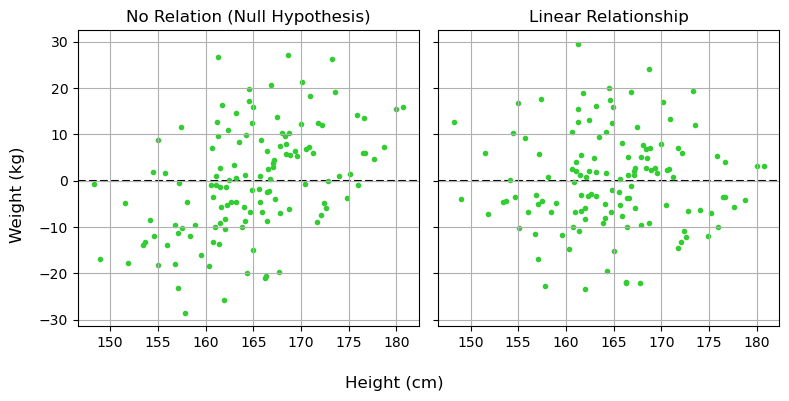 No Relation (Null Hypothesis)
Linear Relationship
Weight (kg)
30
20
10
0
−10
−20
−30
150 155 160 165 170 175 180
150 155 160 165 170 175 180
Height (cm)